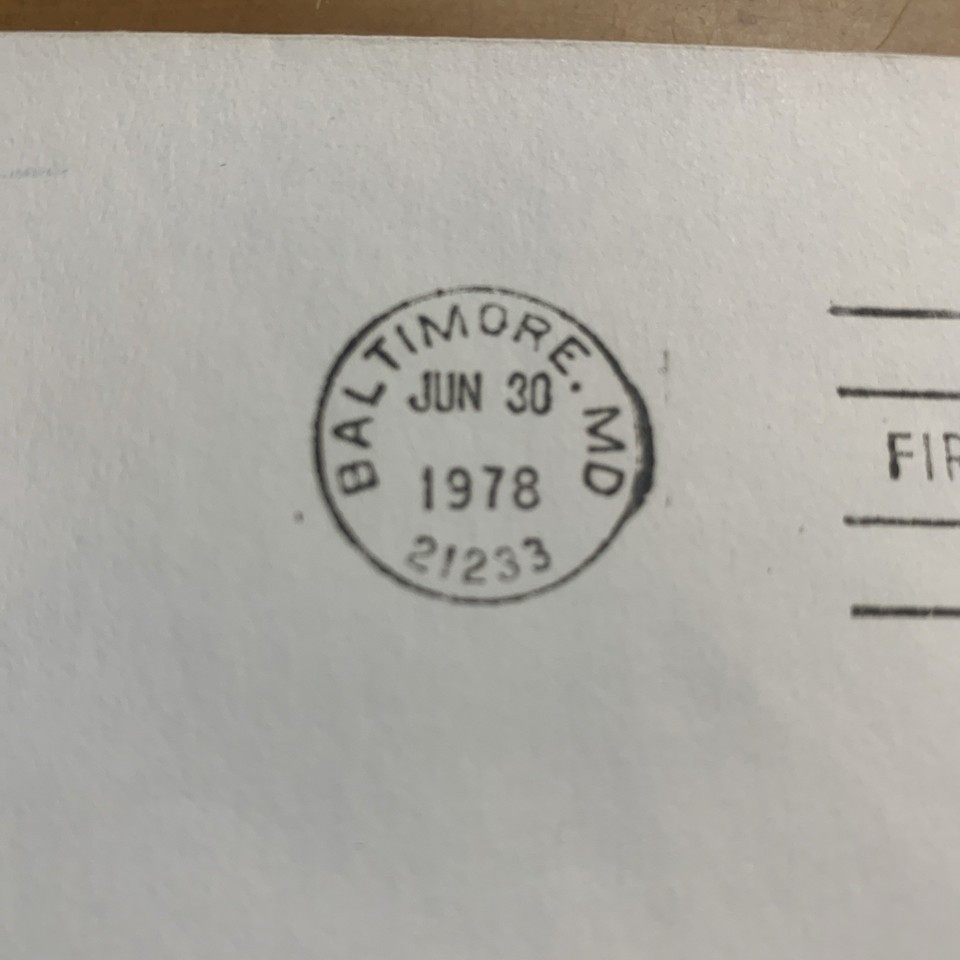 BALTIMORE. MD
JUN 30
1978
21233
FIR